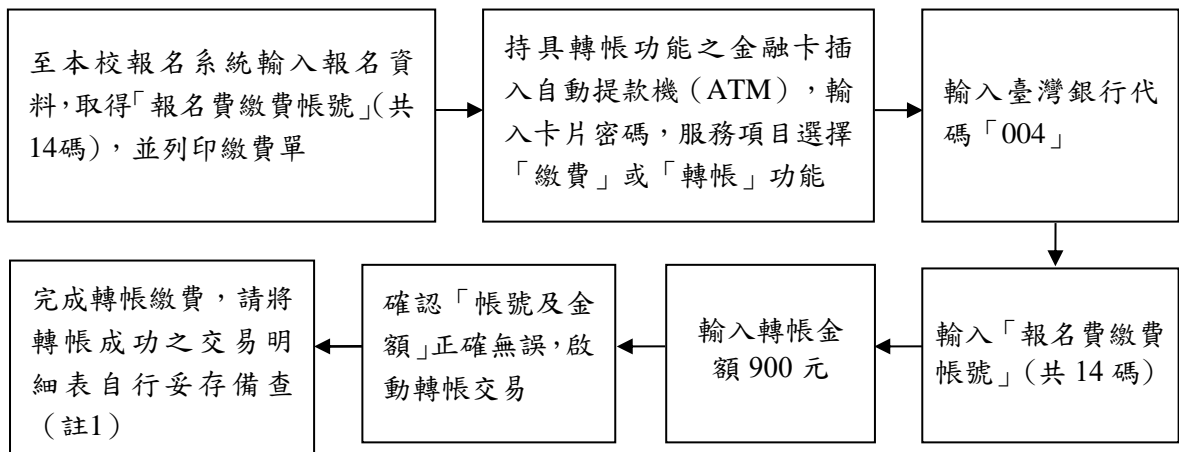 至本校報名系統輸入報名資
料，取得「報名費繳費帳號」（共
14碼），並列印繳費單
持具轉帳功能之金融卡插
入自動提款機（ATM），輸
入卡片密碼，服務項目選擇
「繳費」或「轉帳」功能
輸入臺灣銀行代
碼「004」
輸入「報名費繳費
帳號」（共 14 碼）
輸入轉帳金
額 900 元
確認「帳號及金
額」正確無誤，啟
動轉帳交易
完成轉帳繳費，請將
轉帳成功之交易明
細表自行妥存備查
（註1）